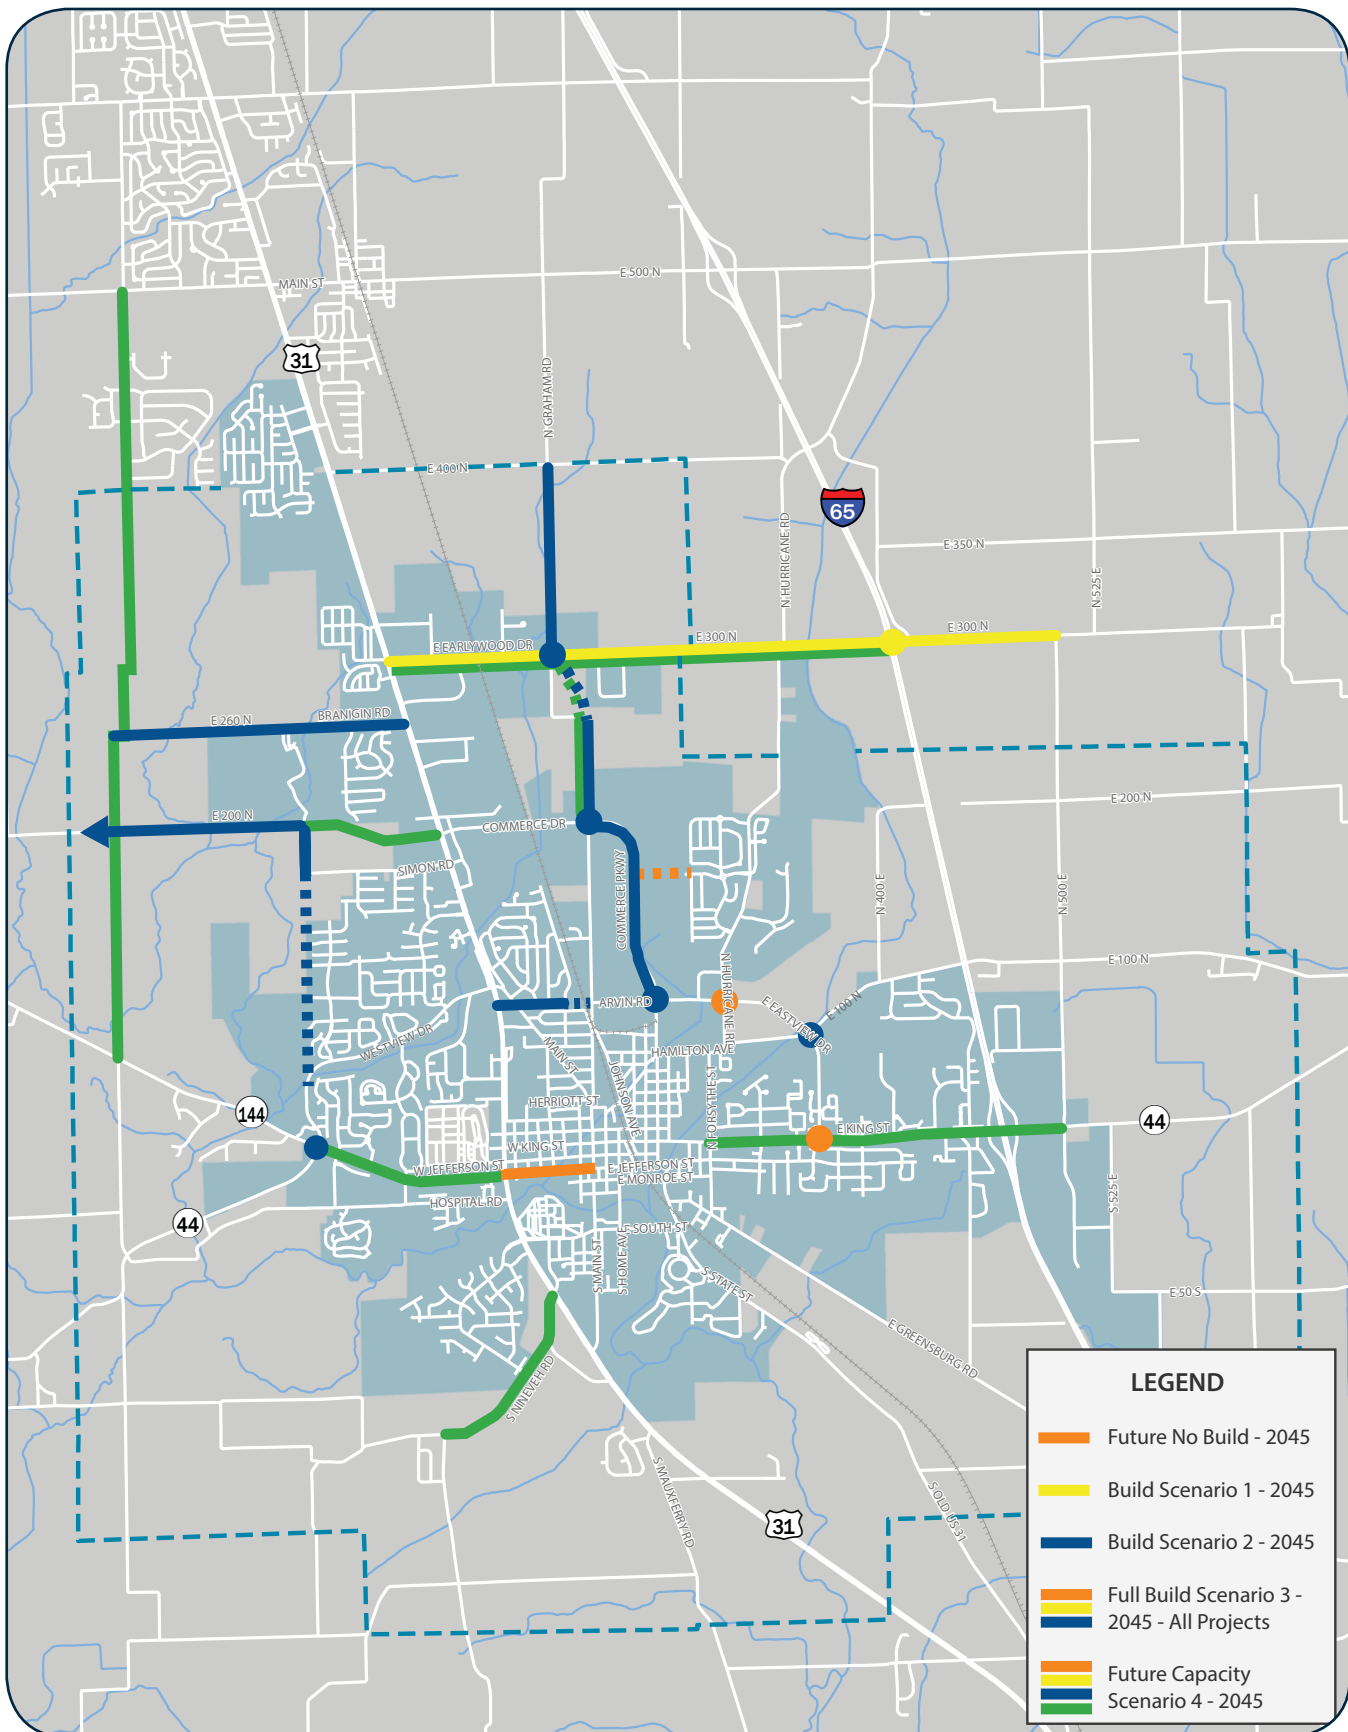 MAIN ST
E 500 N
31
N GRAHAM RD
E 400 N
65
N HURRICANE RD
E 350 N
N 525 E
E 300 N
E 300 N
E EARLYWOOD DR
BRANIGIN RD
E 260 N
E 200 N
E 200 N
COMMERCE DR
SIMON RD
COMMERCE PKWY
N 400 E
N 500 E
E 100 N
N HURRICANE RD
ARVIN RD
E EASTVIEW DR
E 100 N
WESTVIEW DR
MAIN ST
HAMILTON AVE
JOHNSON AVE
N FORSYTHE ST
HERRIOTT ST
144
E KING ST
44
W KING ST
W JEFFERSON ST
E JEFFERSON ST
E MONROE ST
HOSPITAL RD
S 525 E
44
E SOUTH ST
S MAIN ST
S HOME AVE
S STATE ST
E 50 S
E GREENSBURG RD
S NINEVEH RD
S MAUXFERRY RD
S OLD US 31
31
LEGEND
Future No Build - 2045
Build Scenario 1 - 2045
Build Scenario 2 - 2045
Full Build Scenario 3 -
2045 - All Projects
Future Capacity
Scenario 4 - 2045